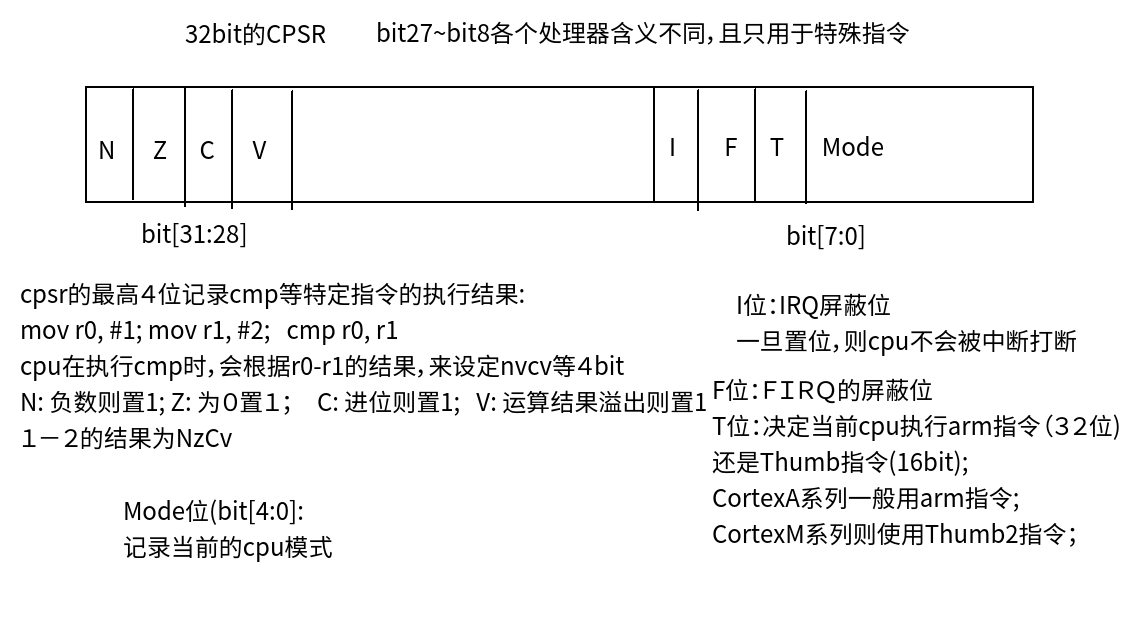 32bit的CPSR bit27~bit8各个处理器含义不同，且只用于特殊指令
N Z C V I F T Mode
bit[31:28] bit[7:0]
cpsr的最高４位记录cmp等特定指令的执行结果:
mov r0, #1; mov r1, #2; cmp r0, r1
cpu在执行cmp时，会根据r0-r1的结果，来设定nvcv等４bit
N: 负数则置1; Z: 为０置１； C: 进位则置1; V: 运算结果溢出则置1
１－２的结果为NzCv
Mode位(bit[4:0]:
记录当前的cpu模式
I位：IRQ屏蔽位
一旦置位，则cpu不会被中断打断
F位：ＦＩＲＱ的屏蔽位
T位：决定当前cpu执行arm指令（３２位)
还是Thumb指令(16bit);
CortexA系列一般用arm指令;
CortexM系列则使用Thumb2指令；